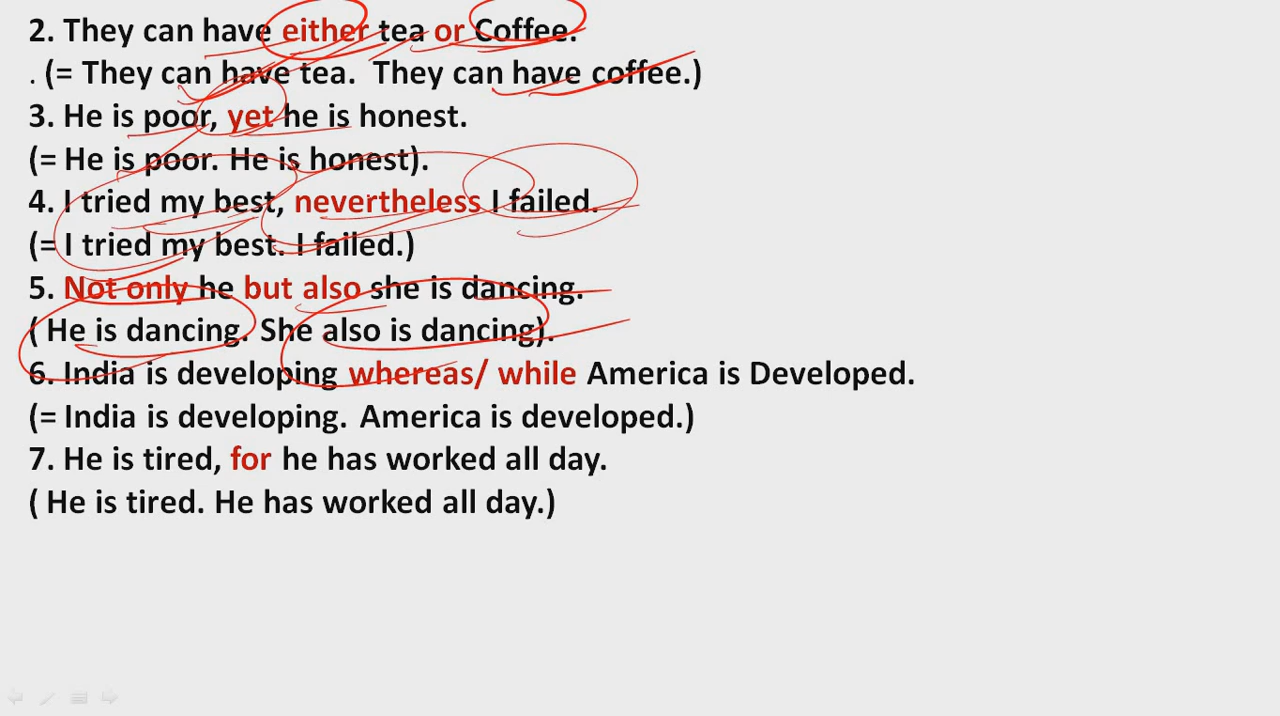 2. They can have either tea or Coffee.
. (= They can have tea. They can have coffee.)
3. He is poor, yet he is honest.
(= He is poor. He is honest).
4. I tried my best, nevertheless I failed.
(= I tried my best. I failed.)
5. Not only he but also she is dancing.
( He is dancing. She also is dancing).
6. India is developing whereas/ while America is Developed.
(= India is developing. America is developed.)
7. He is tired, for he has worked all day.
( He is tired. He has worked all day.)